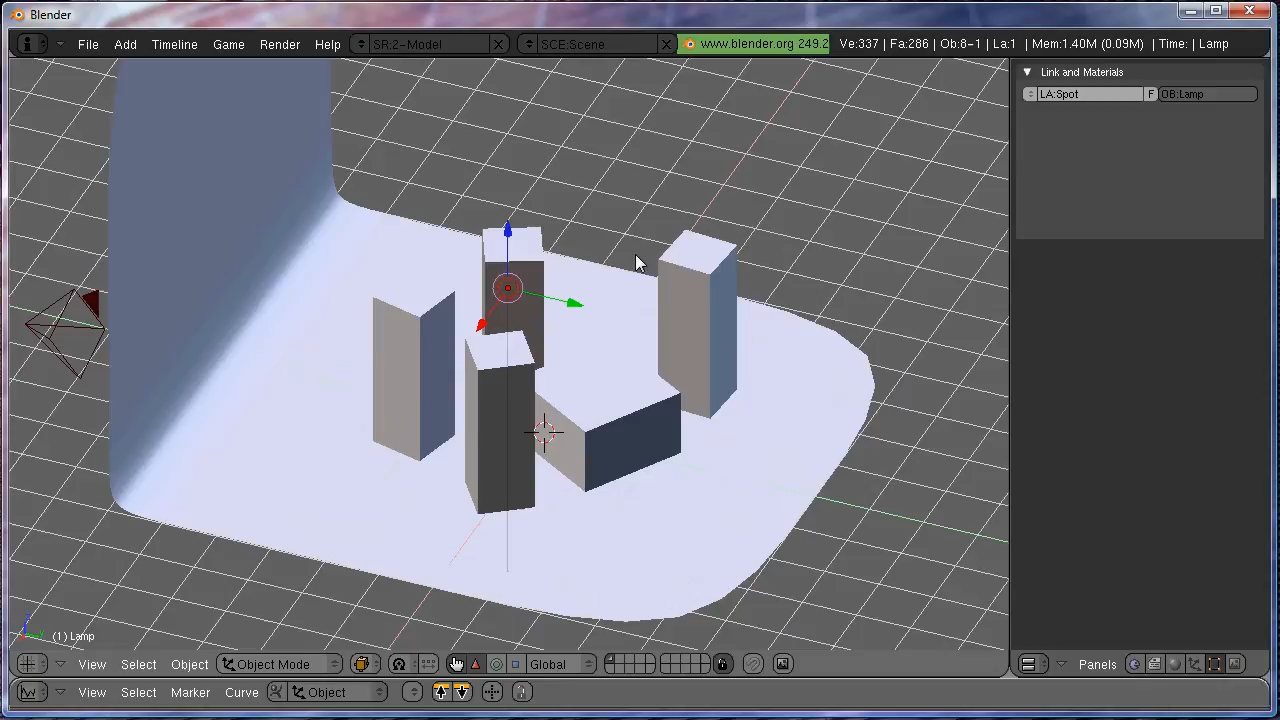 Blender
File Add Timeline Game Render Help SR:2-Model SCE:Scene www.blender.org 249.2 Ve:337 | Fa:286 | Ob:8-1 | La:1 | Mem:1.40M (0.09M) | Time: | Lamp
Link and Materials
LA:Spot F OB:Lamp
(1) Lamp
View Select Object Object Mode Global Panels
View Select Marker Curve Object